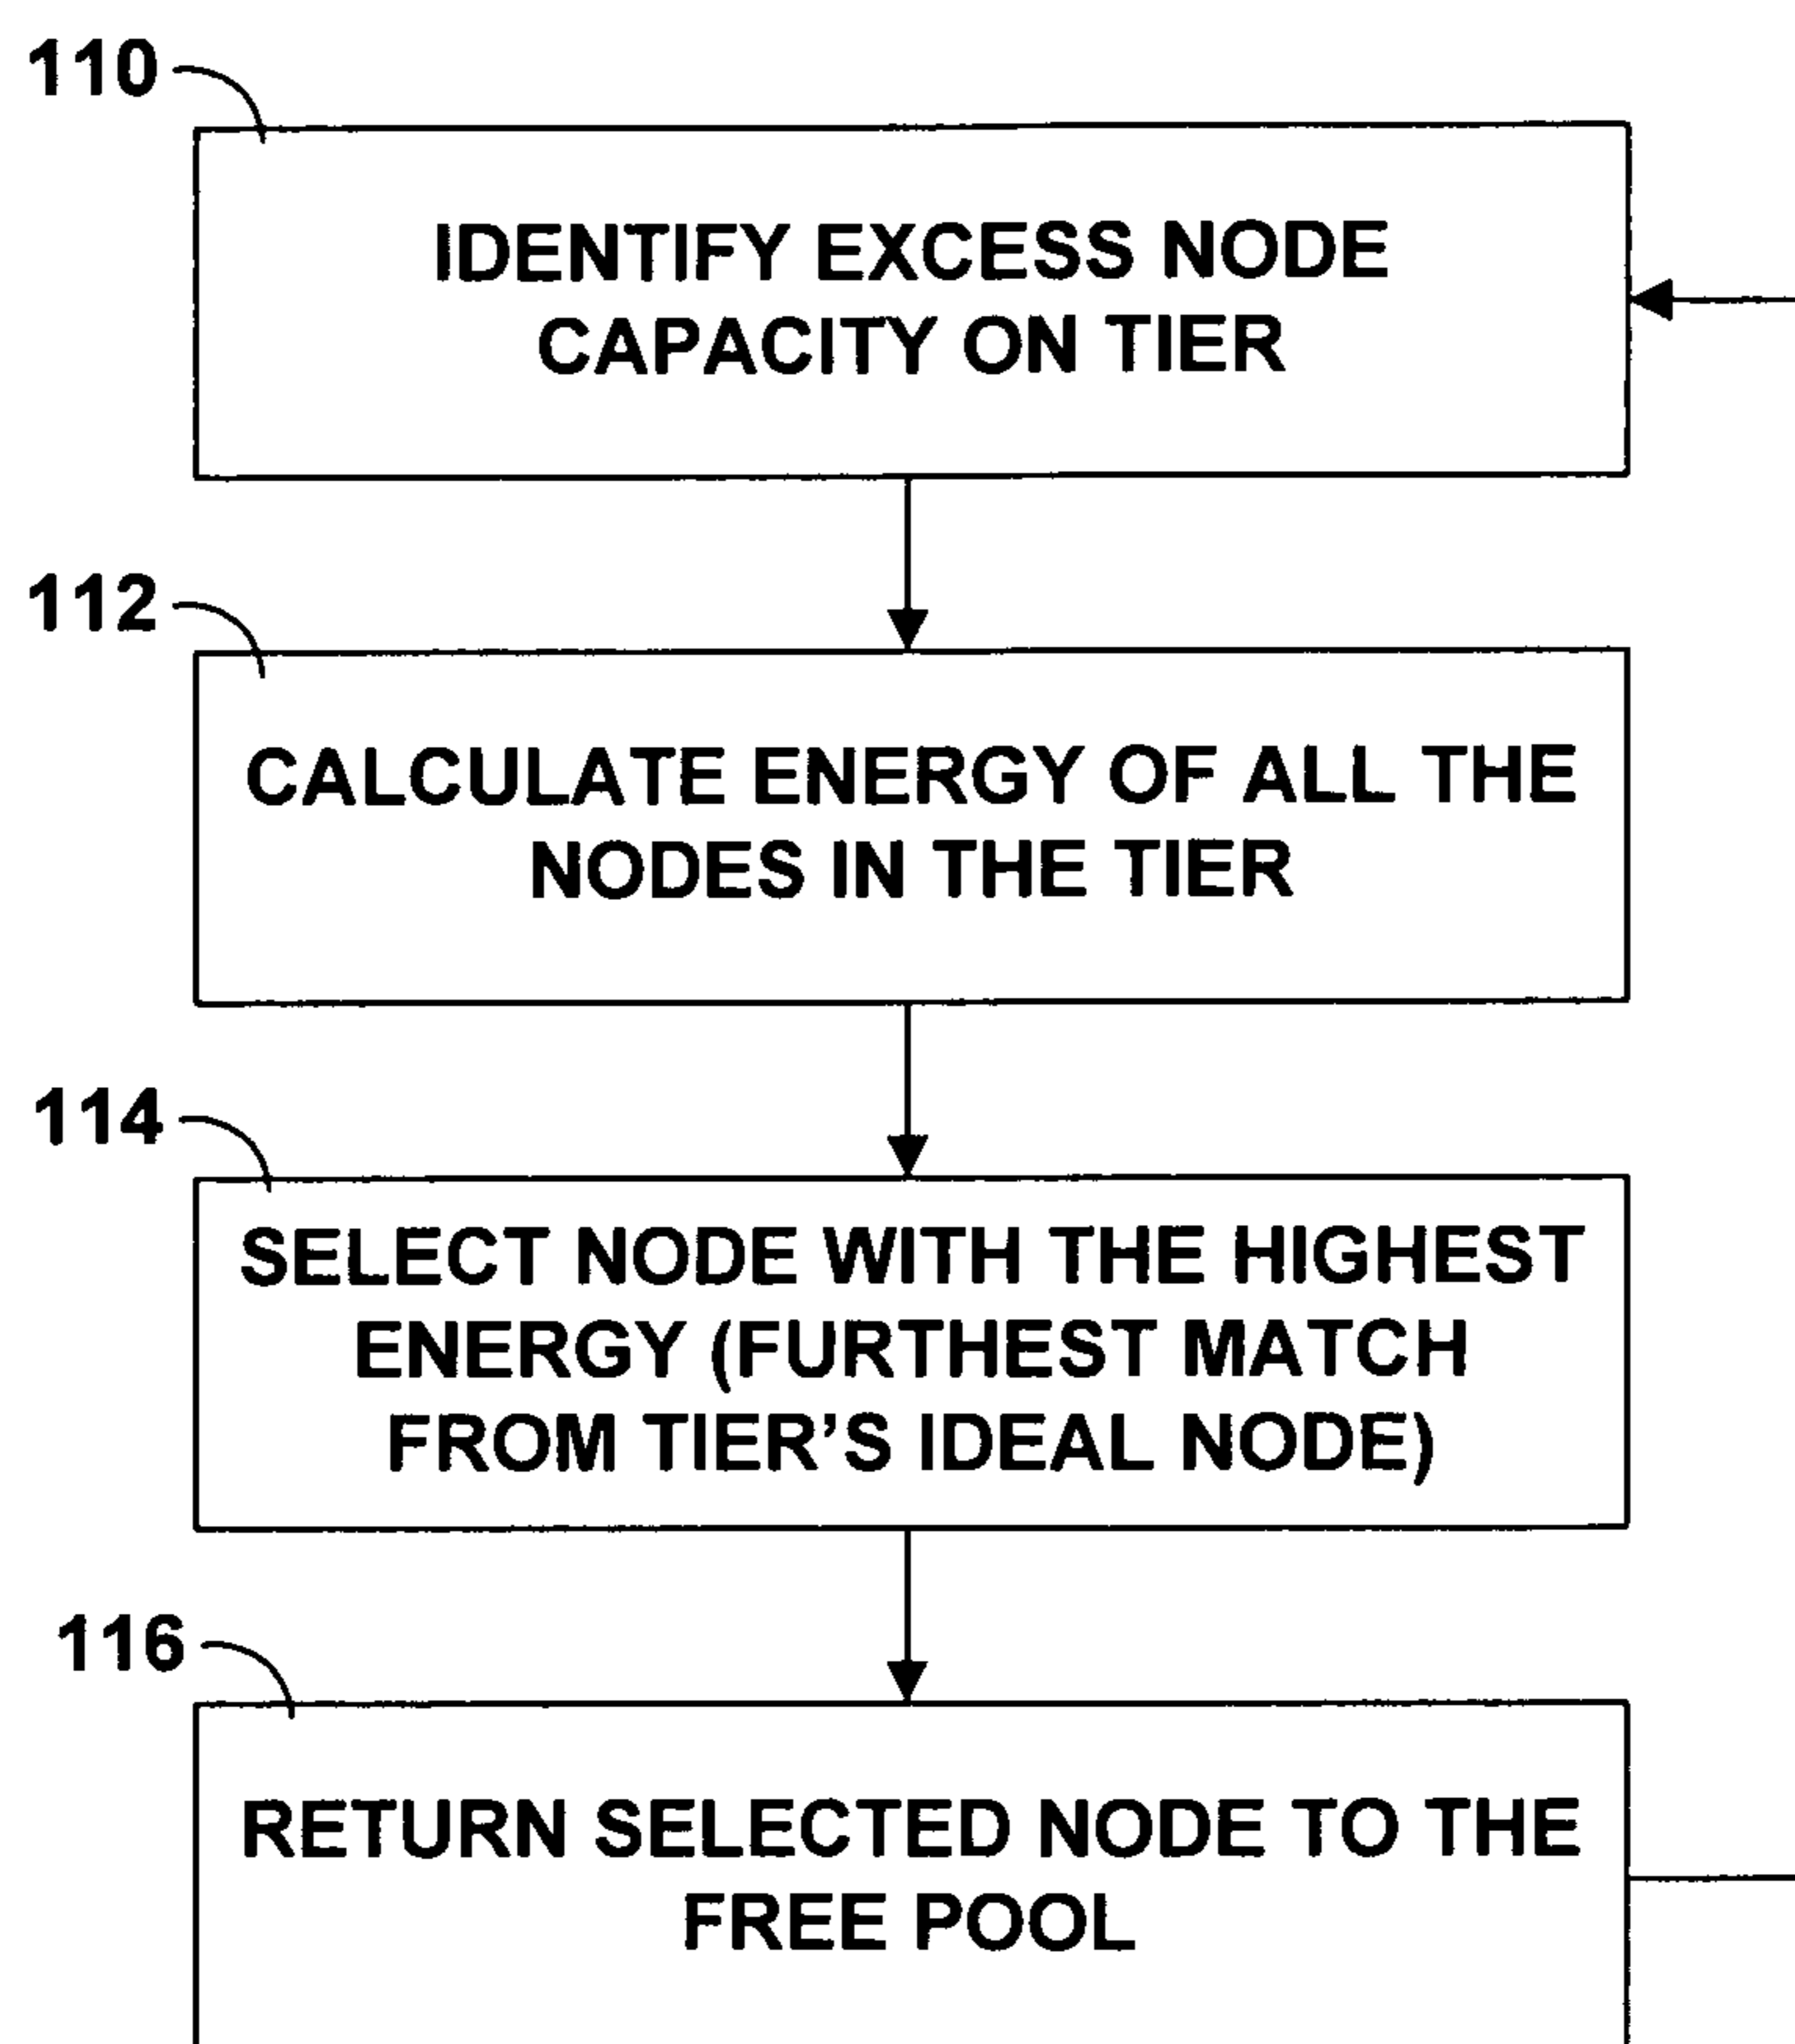 110
IDENTIFY EXCESS NODE
CAPACITY ON TIER
112
CALCULATE ENERGY OF ALL THE
NODES IN THE TIER
114
SELECT NODE WITH THE HIGHEST
ENERGY (FURTHEST MATCH
FROM TIER'S IDEAL NODE)
116
RETURN SELECTED NODE TO THE
FREE POOL